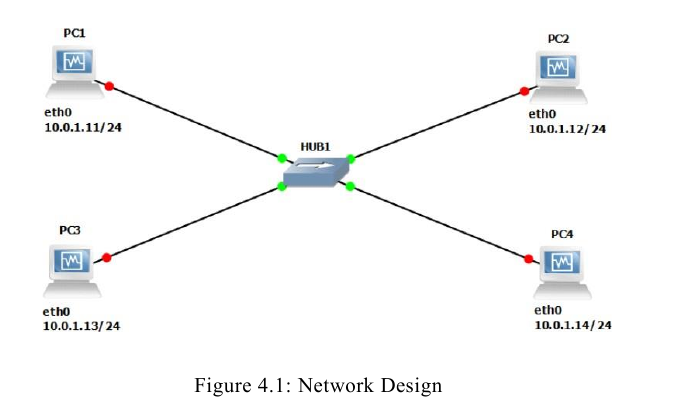 PC1
PC2
eth0
10.0.1.11/24
eth0
10.0.1.12/24
HUB1
PC3
PC4
eth0
10.0.1.13/24
eth0
10.0.1.14/24
Figure 4.1: Network Design